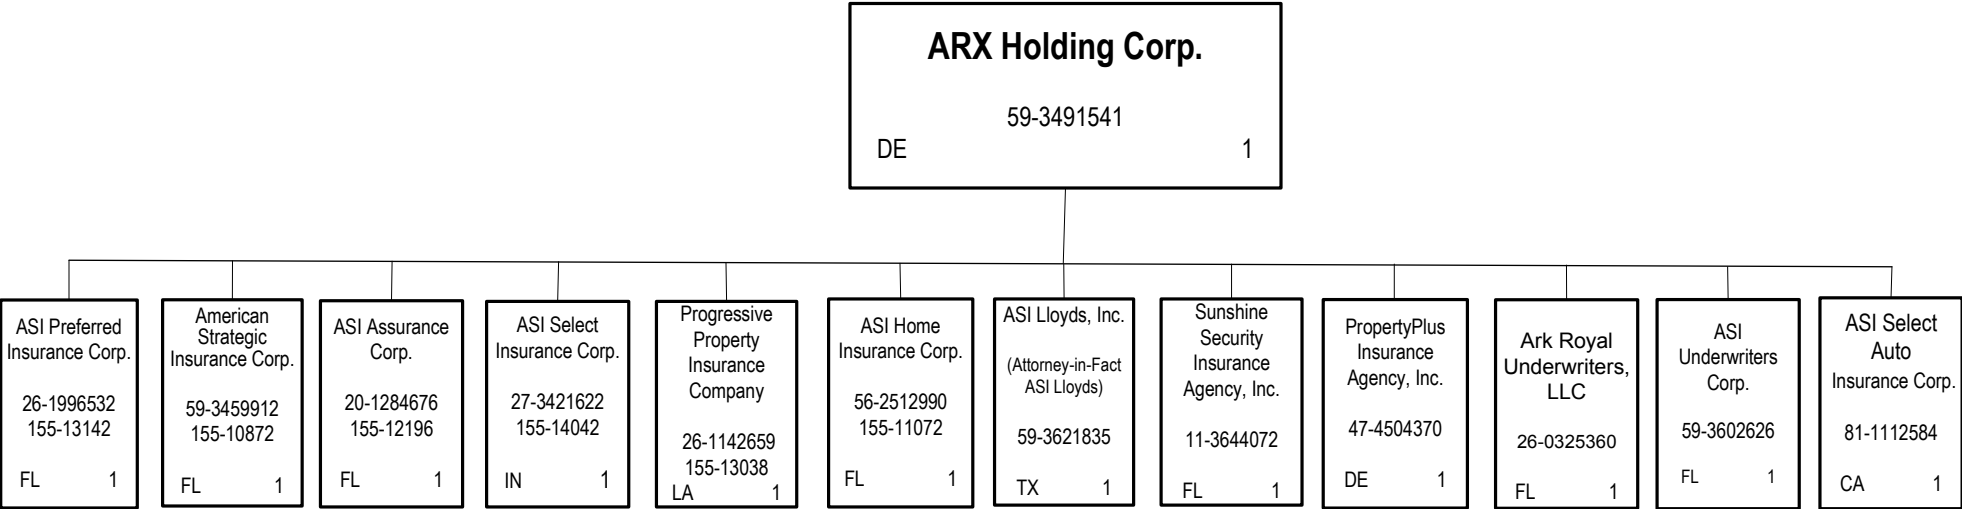 ARX Holding Corp.
59-3491541
DE 1
ASI Preferred
Insurance Corp.
26-1996532
155-13142
FL 1
American
Strategic
Insurance Corp.
59-3459912
155-10872
FL 1
ASI Assurance
Corp.
20-1284676
155-12196
FL 1
ASI Select
Insurance Corp.
27-3421622
155-14042
IN 1
Progressive
Property
Insurance
Company
26-1142659
155-13038
LA 1
ASI Home
Insurance Corp.
56-2512990
155-11072
FL 1
ASI Lloyds, Inc.
(Attorney-in-Fact
ASI Lloyds)
59-3621835
TX 1
Sunshine
Security
Insurance
Agency, Inc.
11-3644072
FL 1
PropertyPlus
Insurance
Agency, Inc.
47-4504370
DE 1
Ark Royal
Underwriters,
LLC
26-0325360
FL 1
ASI
Underwriters
Corp.
59-3602626
FL 1
ASI Select
Auto
Insurance Corp.
81-1112584
CA 1